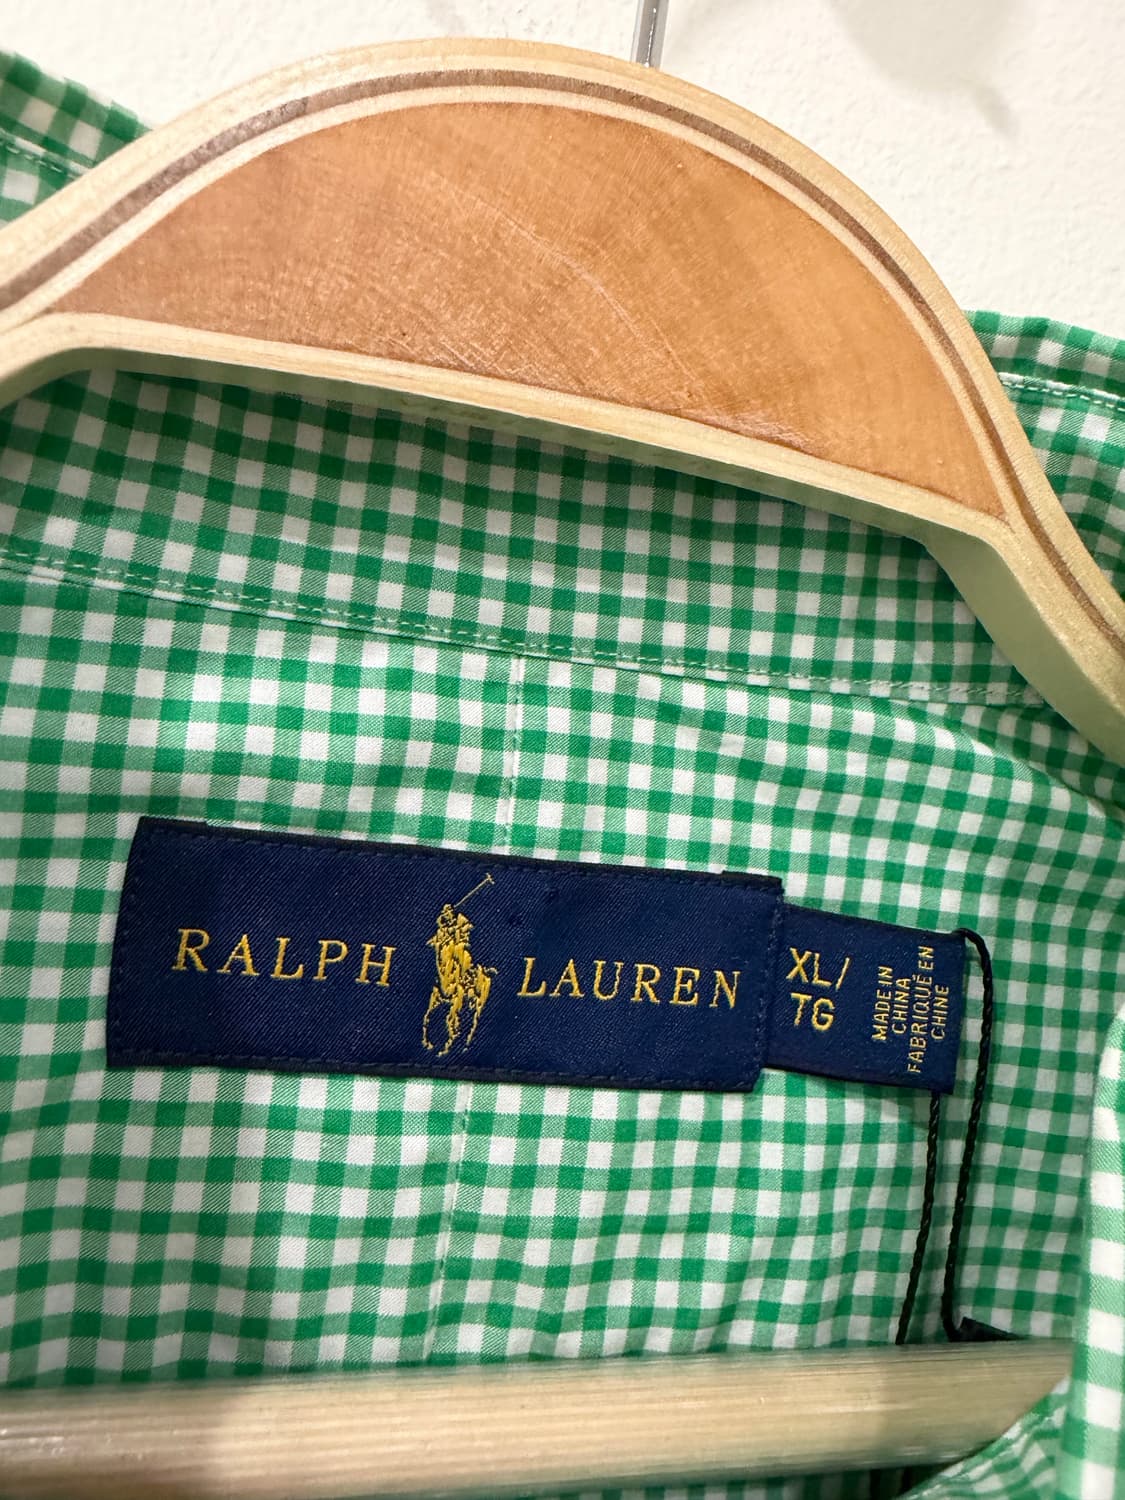 RALPH LAUREN
XL/
TG
MADE IN
CHINA
FABRIQUÉ EN
CHINE